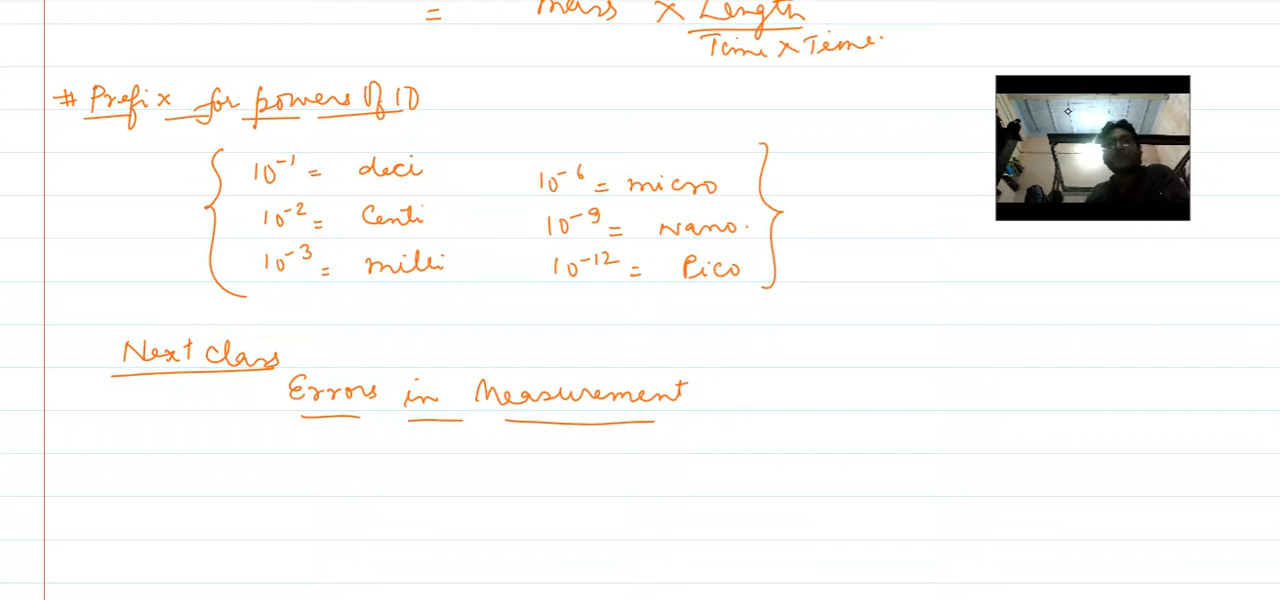 = Mass × Length
Time × Time.
# Prefix for powers of 10
10⁻¹ = deci
10⁻² = Centi
10⁻³ = milli
10⁻⁶ = micro
10⁻⁹ = Nano.
10⁻¹² = Pico
Next class
Errors in Measurement